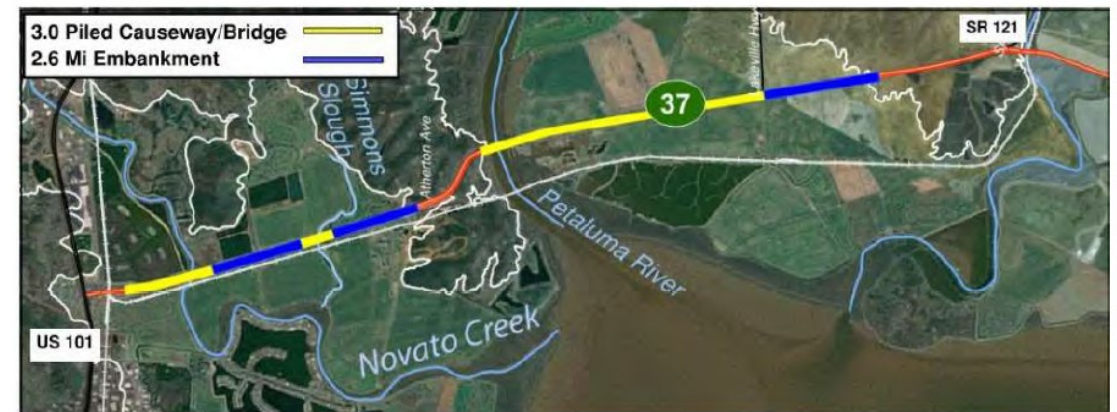 3.0 Piled Causeway/Bridge
2.6 Mi Embankment
SR 121
37
Simmons
Slough
Atherton Ave
Petaluma River
Novato Creek
US 101